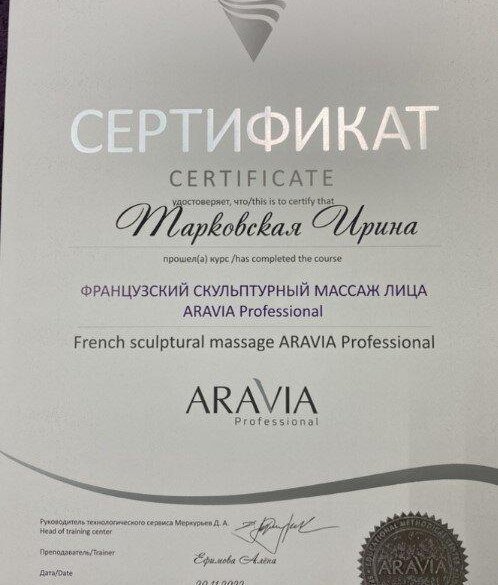 СЕРТИФИКАТ
CERTIFICATE
удостоверяет, что/this is to certify that
Тарковская Ирина
прошел(а) курс /has completed the course
ФРАНЦУЗСКИЙ СКУЛЬПТУРНЫЙ МАССАЖ ЛИЦА
ARAVIA Professional
French sculptural massage ARAVIA Professional
ARAVIA
Professional
Руководитель технологического сервиса Меркурьев Д. А.
Head of training center
Преподаватель/Trainer
Ефимова Алёна
Дата/Date
ARAVIA